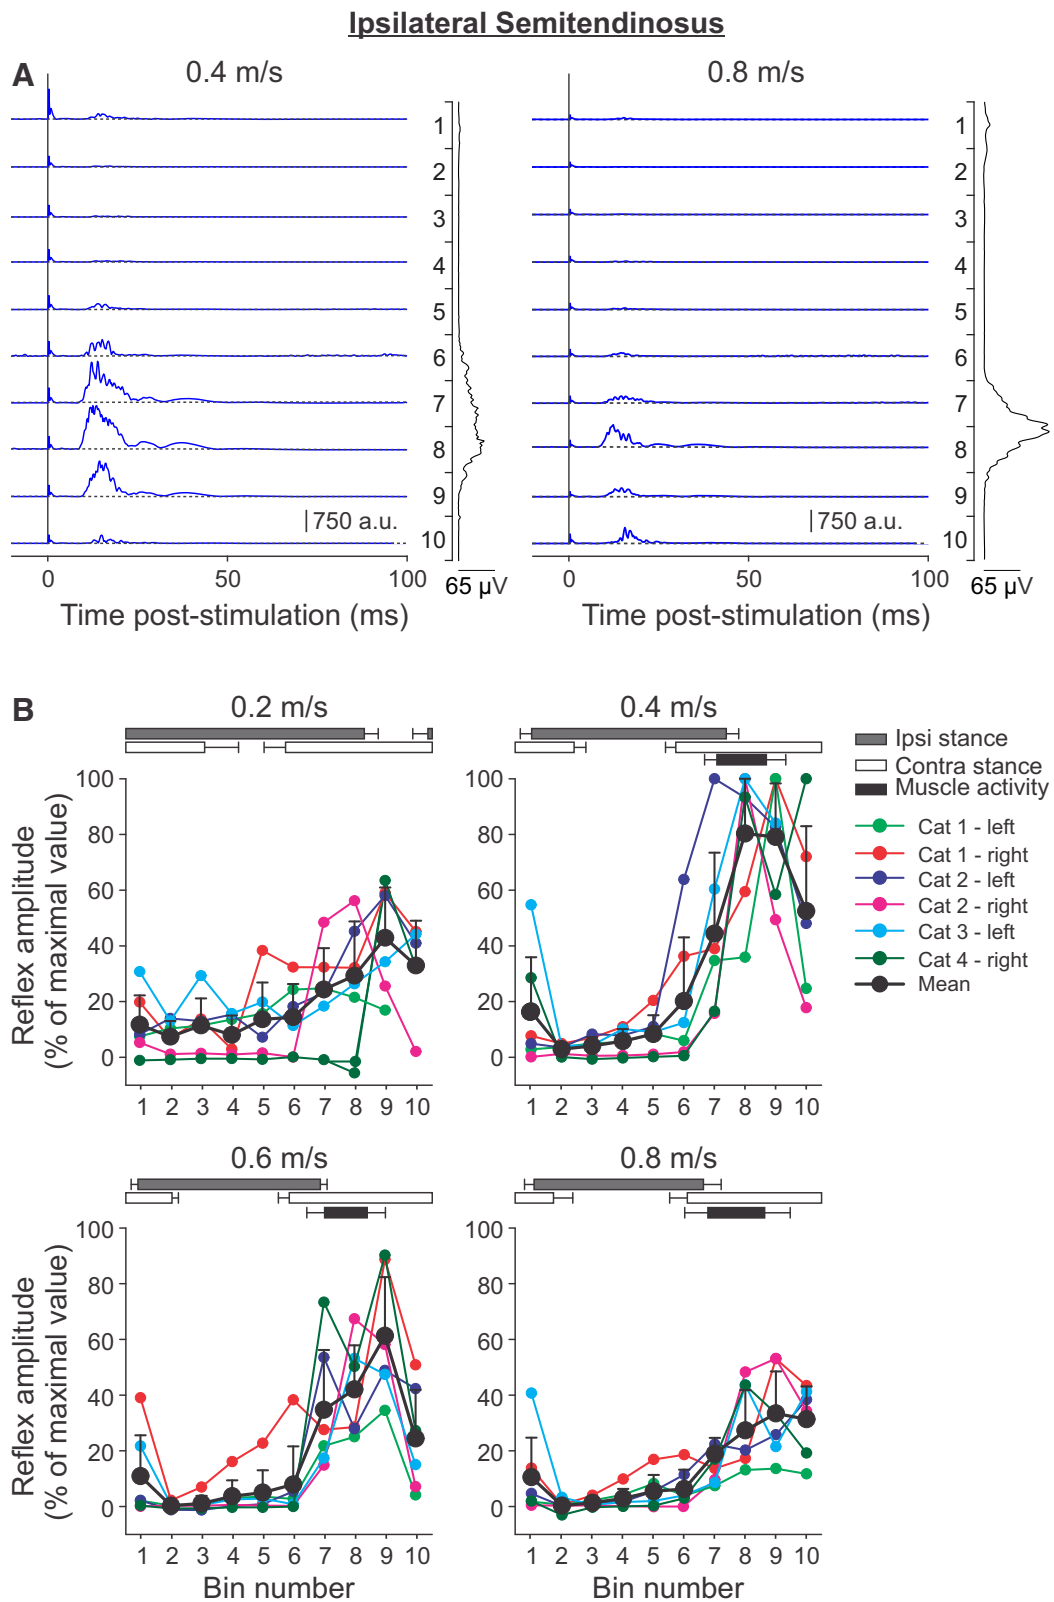 Ipsilateral Semitendinosus
A
0.4 m/s
0.8 m/s
1
2
3
4
5
6
7
8
9
10
750 a.u.
0
50
100
65 µV
Time post-stimulation (ms)
1
2
3
4
5
6
7
8
9
10
750 a.u.
0
50
100
65 µV
Time post-stimulation (ms)
B
0.2 m/s
0.4 m/s
Ipsi stance
Contra stance
Muscle activity
Cat 1 - left
Cat 1 - right
Cat 2 - left
Cat 2 - right
Cat 3 - left
Cat 4 - right
Mean
Reflex amplitude
(% of maximal value)
100
80
60
40
20
0
1 2 3 4 5 6 7 8 9 10
100
80
60
40
20
0
1 2 3 4 5 6 7 8 9 10
0.6 m/s
0.8 m/s
Reflex amplitude
(% of maximal value)
100
80
60
40
20
0
1 2 3 4 5 6 7 8 9 10
Bin number
100
80
60
40
20
0
1 2 3 4 5 6 7 8 9 10
Bin number